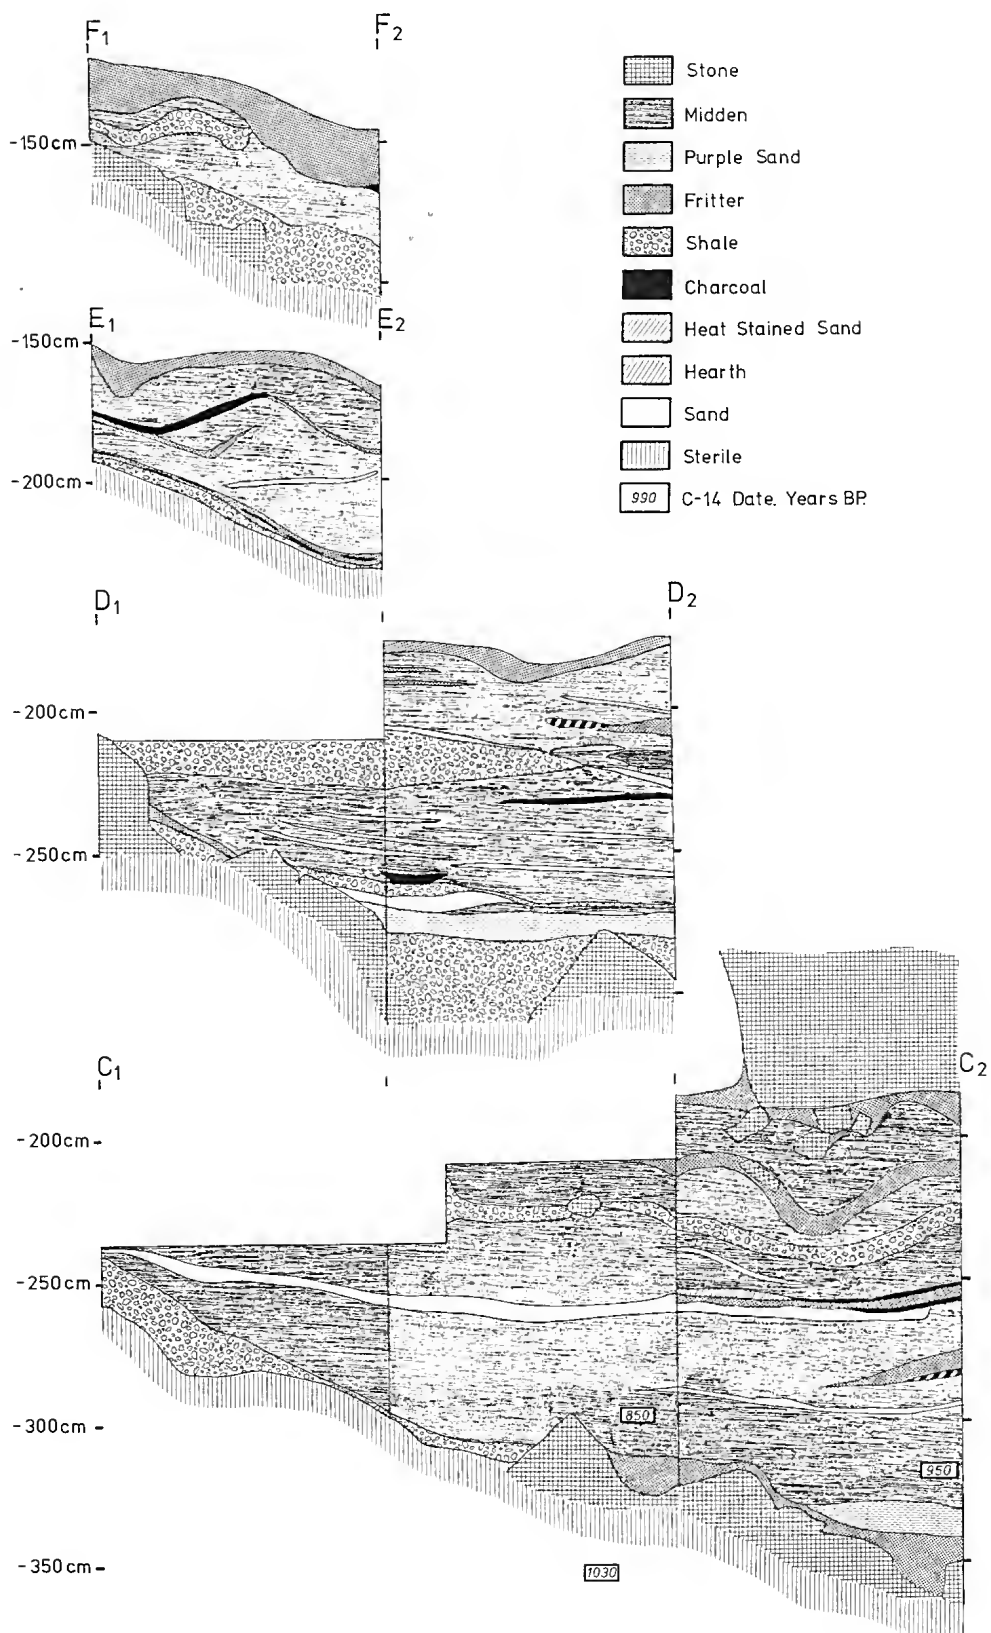 F1
F2
-150cm
E1
E2
-150cm
-200cm
D1
D2
-200cm
-250cm
C1
C2
-200cm
-250cm
-300cm
-350cm
850
950
1030
Stone
Midden
Purple Sand
Fritter
Shale
Charcoal
Heat Stained Sand
Hearth
Sand
Sterile
990 C-14 Date. Years BP.